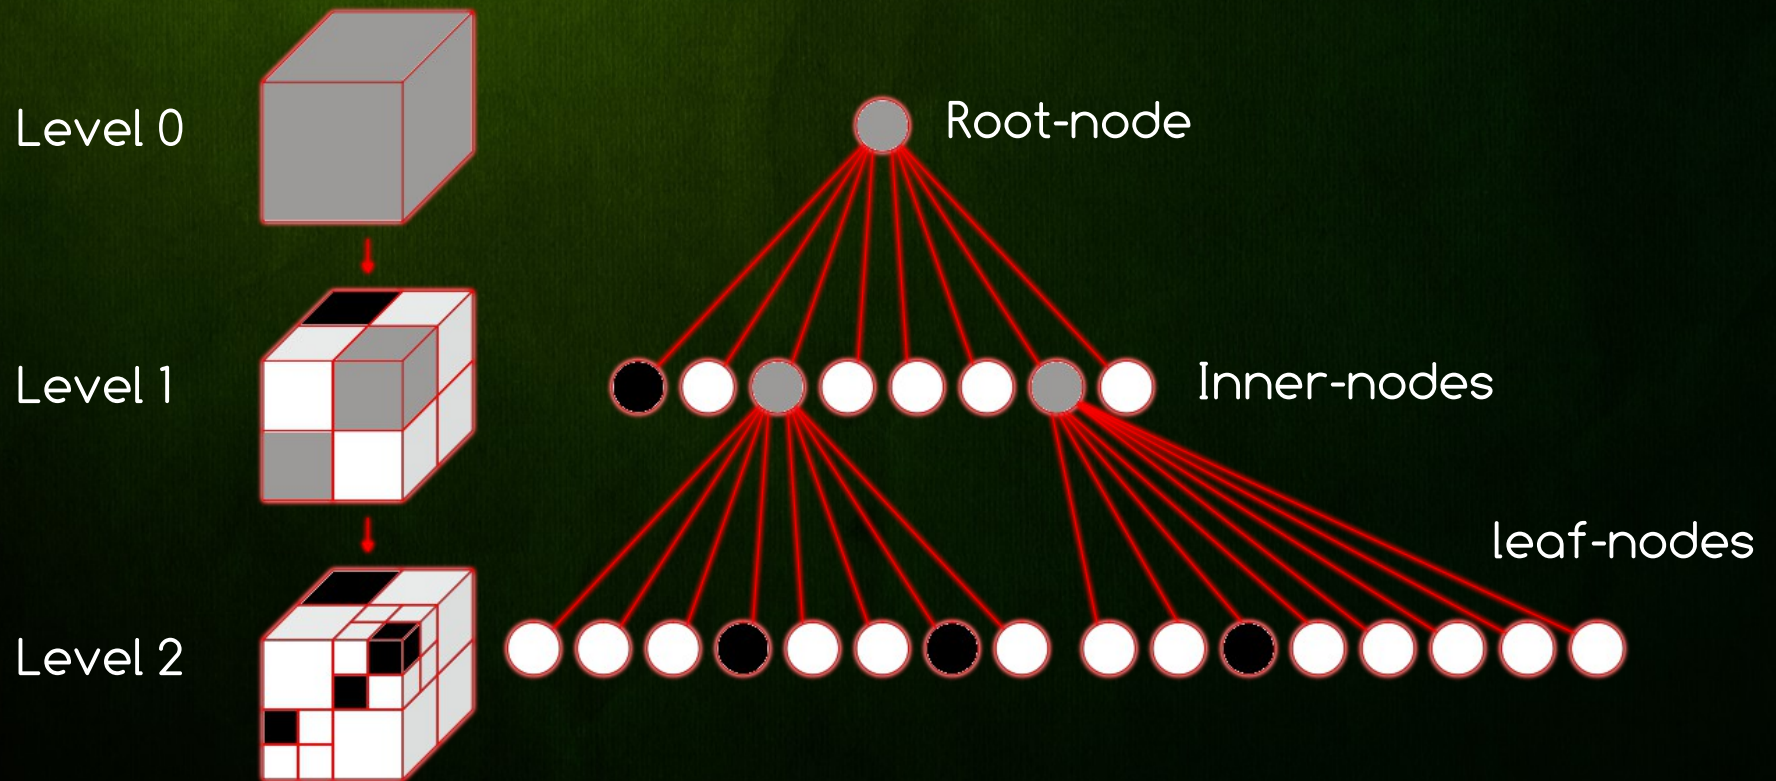 Level 0
Root-node
Level 1
Inner-nodes
leaf-nodes
Level 2